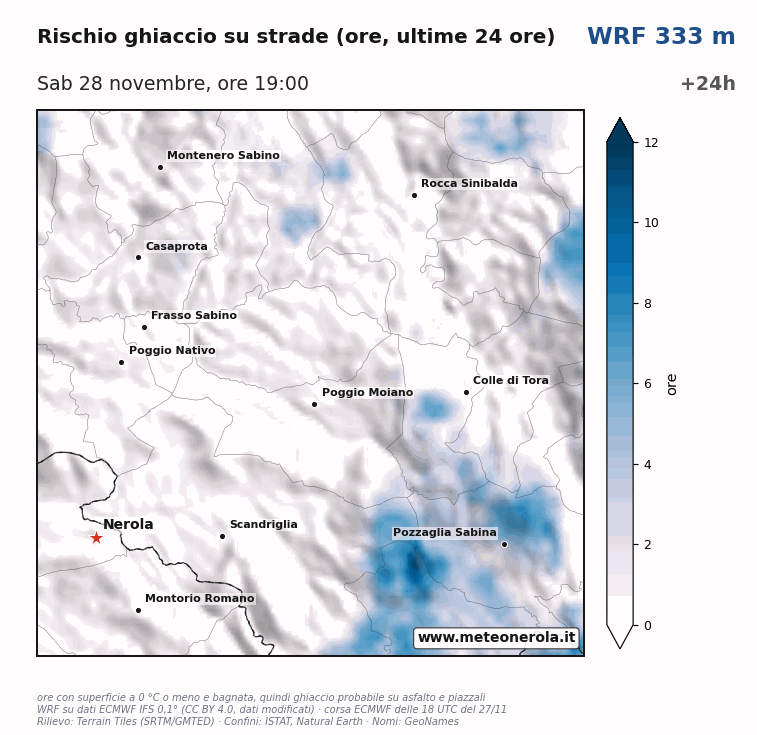 Rischio ghiaccio su strade (ore, ultime 24 ore)
WRF 333 m
Sab 28 novembre, ore 19:00
+24h
Montenero Sabino
Rocca Sinibalda
Casaprota
Frasso Sabino
Poggio Nativo
Colle di Tora
Poggio Moiano
Nerola
Scandriglia
Pozzaglia Sabina
Montorio Romano
www.meteonerola.it
12
10
8
6
4
2
0
ore
ore con superficie a 0 °C o meno e bagnata, quindi ghiaccio probabile su asfalto e piazzali
WRF su dati ECMWF IFS 0,1° (CC BY 4.0, dati modificati) · corsa ECMWF delle 18 UTC del 27/11
Rilievo: Terrain Tiles (SRTM/GMTED) · Confini: ISTAT, Natural Earth · Nomi: GeoNames